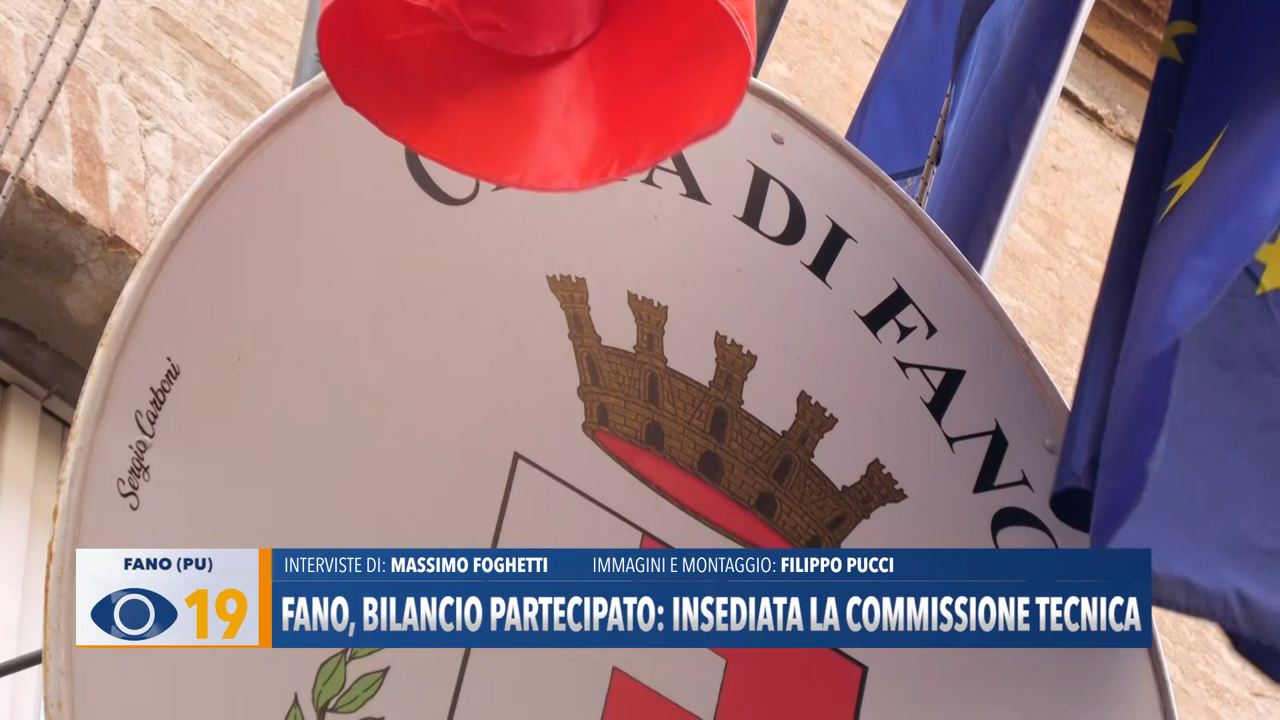 DI FANO
Sergio Carboni
FANO (PU)
19
INTERVISTE DI: MASSIMO FOGHETTI IMMAGINI E MONTAGGIO: FILIPPO PUCCI
FANO, BILANCIO PARTECIPATO: INSEDIATA LA COMMISSIONE TECNICA